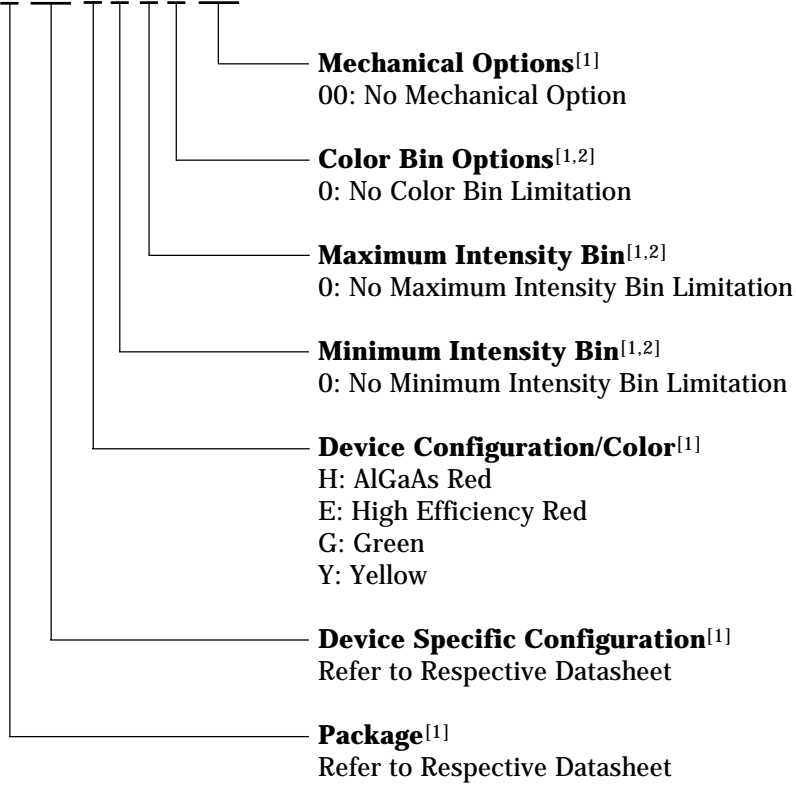 Mechanical Options[1]
00: No Mechanical Option
Color Bin Options[1,2]
0: No Color Bin Limitation
Maximum Intensity Bin[1,2]
0: No Maximum Intensity Bin Limitation
Minimum Intensity Bin[1,2]
0: No Minimum Intensity Bin Limitation
Device Configuration/Color[1]
H: AlGaAs Red
E: High Efficiency Red
G: Green
Y: Yellow
Device Specific Configuration[1]
Refer to Respective Datasheet
Package[1]
Refer to Respective Datasheet